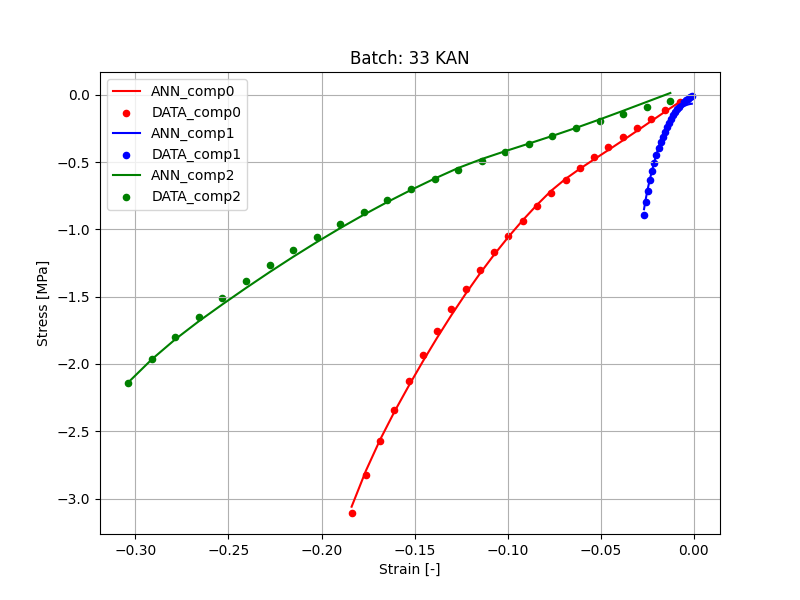 Batch: 33 KAN
ANN_comp0
DATA_comp0
ANN_comp1
DATA_comp1
ANN_comp2
DATA_comp2
Stress [MPa]
0.0
−0.5
−1.0
−1.5
−2.0
−2.5
−3.0
−0.30 −0.25 −0.20 −0.15 −0.10 −0.05 0.00
Strain [-]